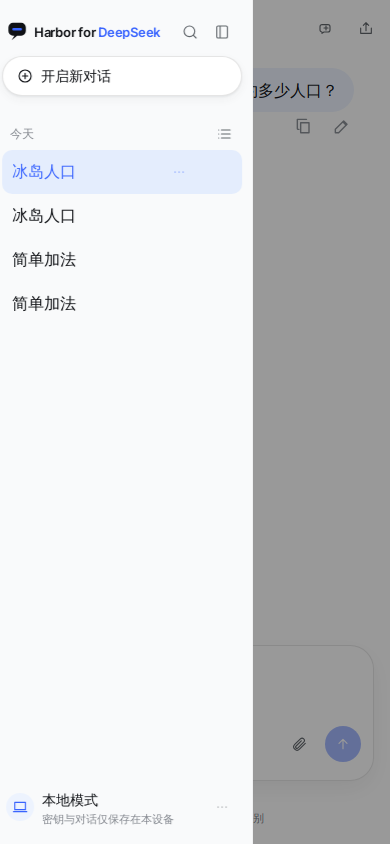 Harbor for DeepSeek
多少人口？
开启新对话
今天
冰岛人口
冰岛人口
简单加法
简单加法
本地模式
密钥与对话仅保存在本设备
别